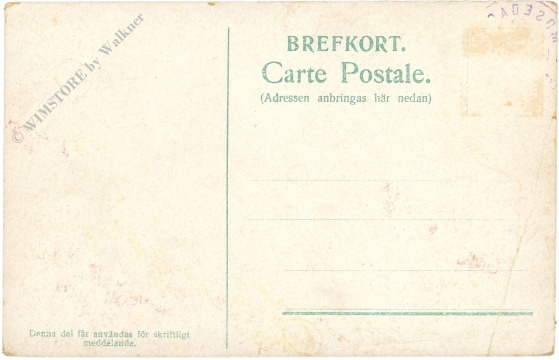 BREFKORT.
Carte Postale.
(Adressen anbringas här nedan)
Denna del får användas för skriftligt
meddelande.
© WIMSTORE by Walkner